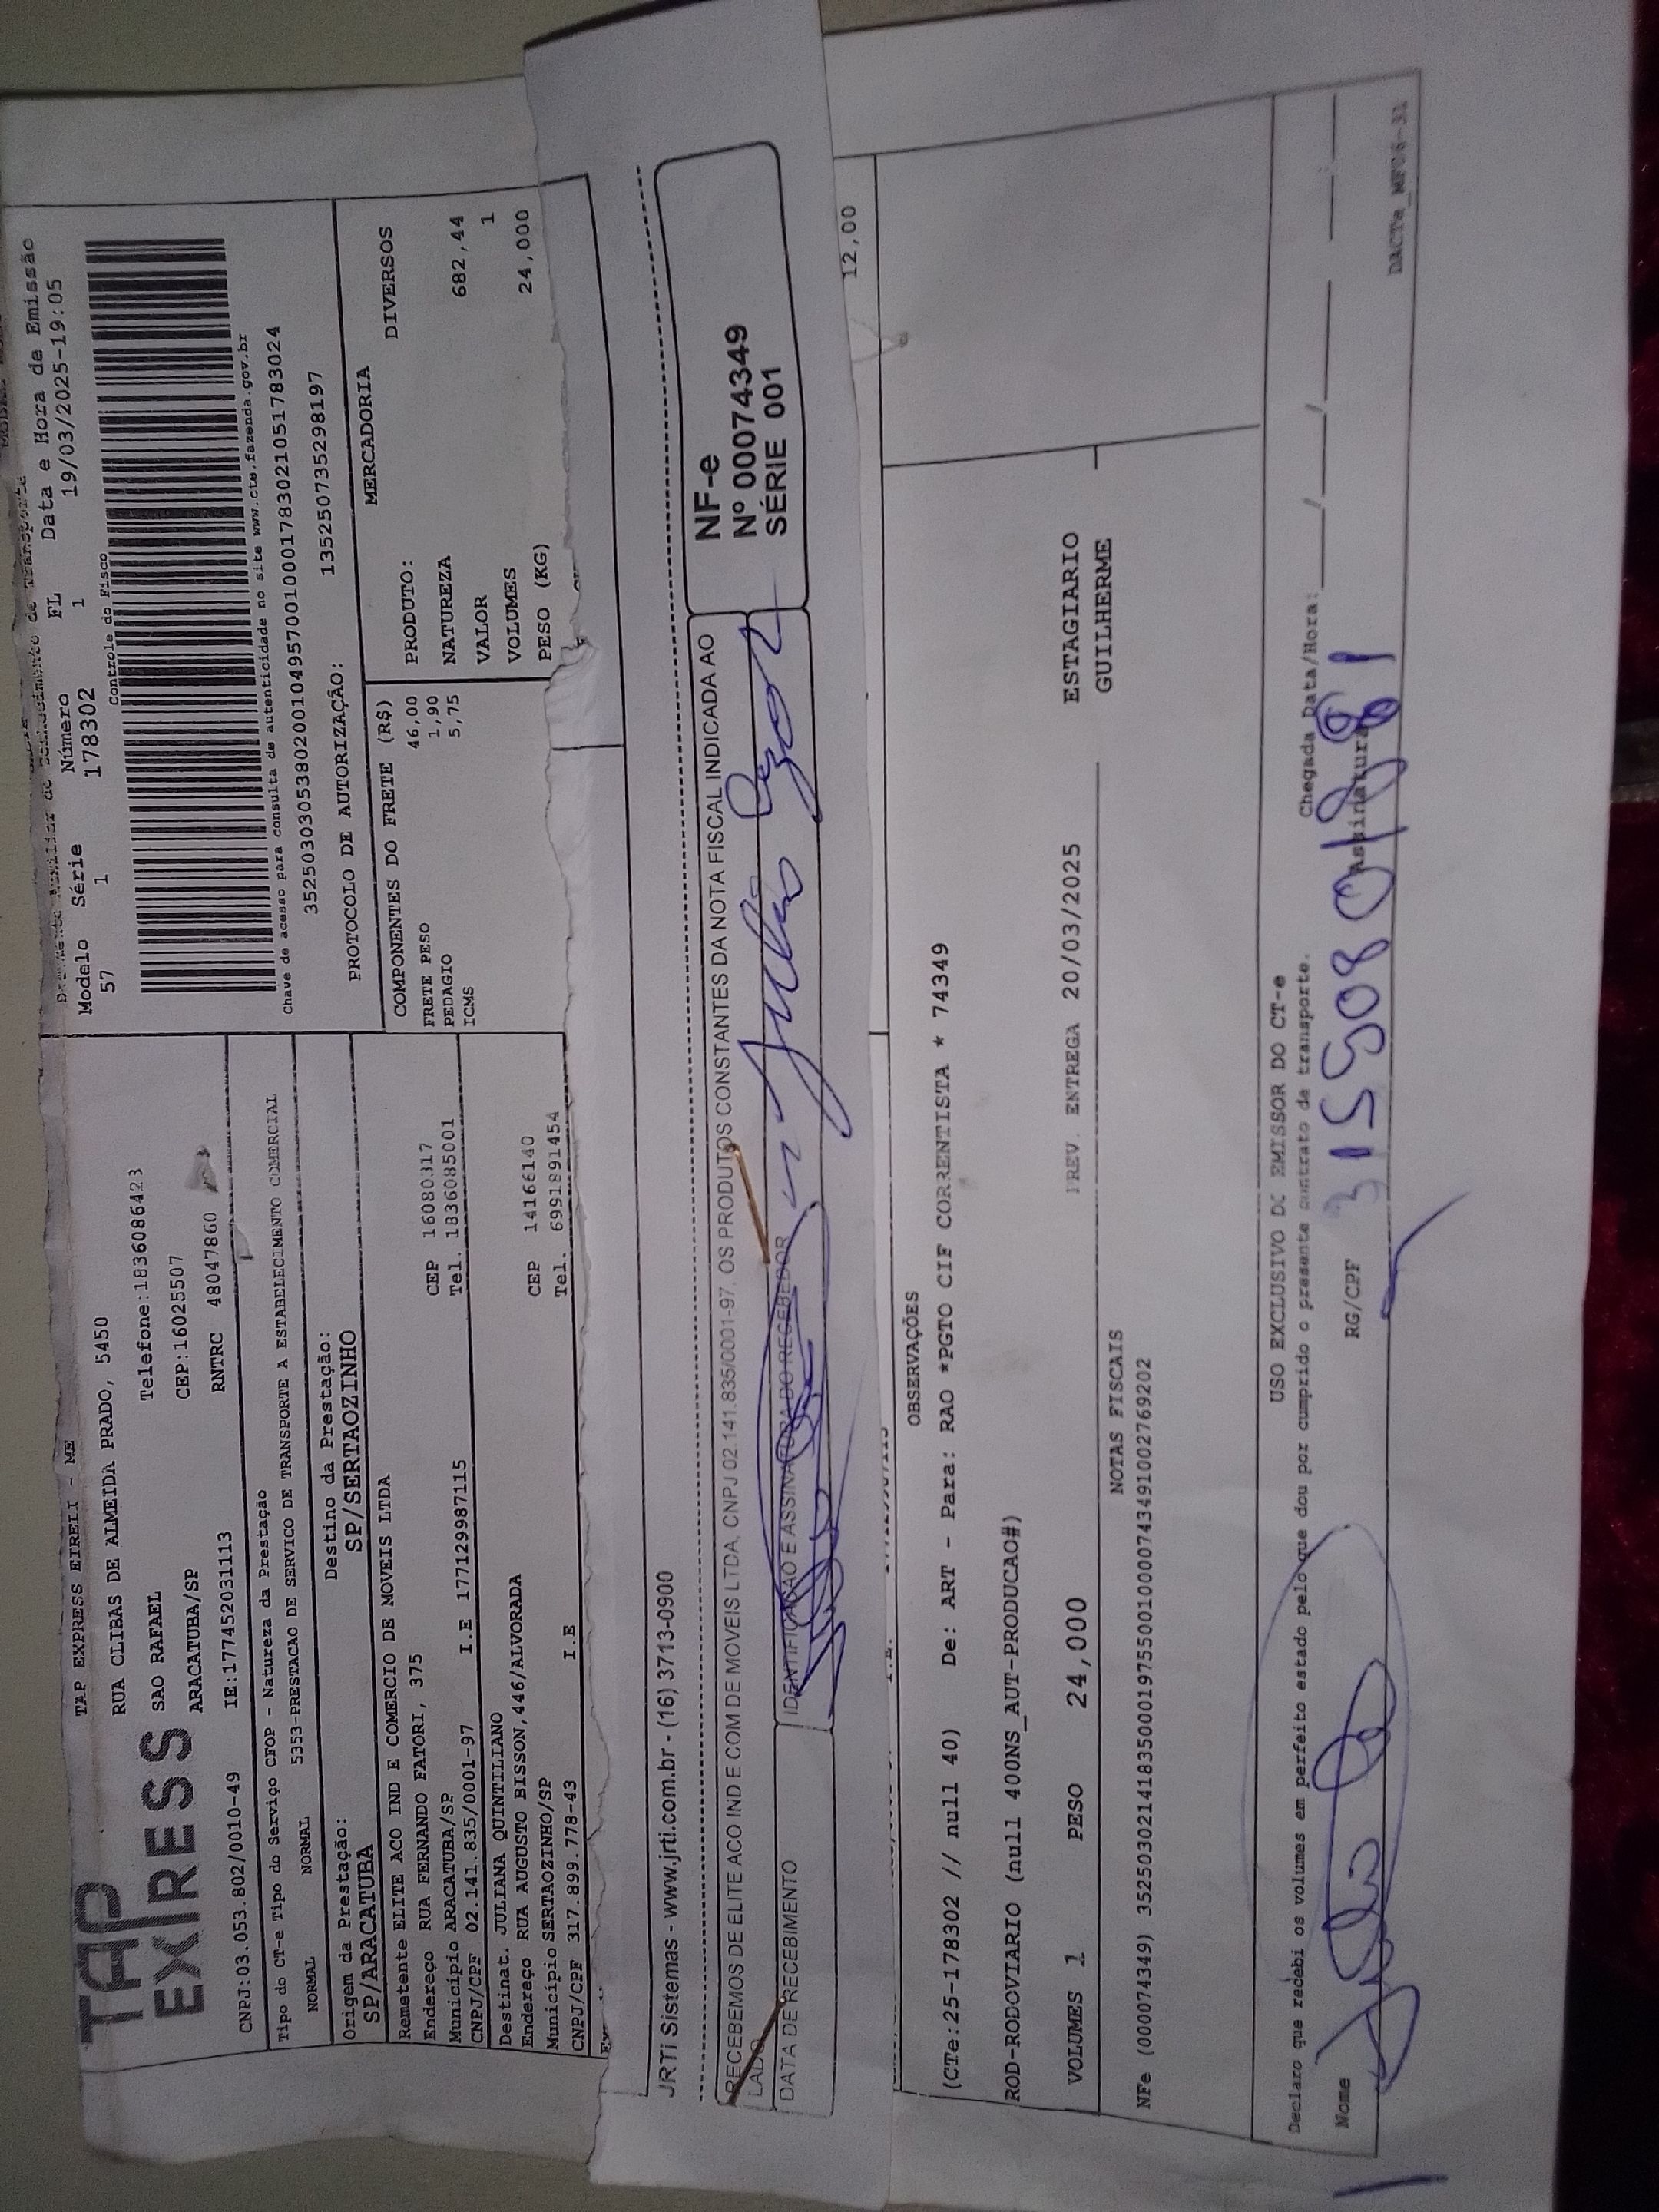 TAP EXPRESS EIRELI - ME
TAP
EXPRESS
RUA CLIBAS DE ALMEIDA PRADO, 5450
SAO RAFAEL Telefone:1836086423
ARACATUBA/SP CEP:16025507
CNPJ:03.053.802/0010-49 IE:177452031113 RNTRC 48047860
Tipo do CT-e Tipo do Serviço CFOP - Natureza da Prestação
NORMAL NORMAL 5353-PRESTACAO DE SERVICO DE TRANSPORTE A ESTABELECIMENTO COMERCIAL
Origem da Prestação: Destino da Prestação:
SP/ARACATUBA SP/SERTAOZINHO
Remetente ELITE ACO IND E COMERCIO DE MOVEIS LTDA
Endereço RUA FERNANDO FATORI, 375 CEP 16080317
Município ARACATUBA/SP Tel. 1836085001
CNPJ/CPF 02.141.835/0001-97 I.E 177129987115
Destinat. JULIANA QUINTILIANO
Endereço RUA AUGUSTO BISSON,446/ALVORADA CEP 14166140
Município SERTAOZINHO/SP Tel. 6991891454
CNPJ/CPF 317.899.778-43 I.E
Documento Auxiliar do Conhecimento de Transporte
Modelo Série Número FL Data e Hora de Emissão
57 1 178302 1 19/03/2025-19:05
Controle do Fisco
Chave de acesso para consulta de autenticidade no site www.cte.fazenda.gov.br
35250303053802001049570010001783021051783024
PROTOCOLO DE AUTORIZAÇÃO: 135250735298197
COMPONENTES DO FRETE (R$)
FRETE PESO 46,00
PEDAGIO 1,90
ICMS 5,75
MERCADORIA
PRODUTO: DIVERSOS
NATUREZA
VALOR 682,44
VOLUMES 1
PESO (KG) 24,000
JRTi Sistemas - www.jrti.com.br - (16) 3713-0900
RECEBEMOS DE ELITE ACO IND E COM DE MOVEIS LTDA, CNPJ 02.141.835/0001-97, OS PRODUTOS CONSTANTES DA NOTA FISCAL INDICADA AO
LADO
DATA DE RECEBIMENTO
IDENTIFICAÇÃO E ASSINATURA DO RECEBEDOR
NF-e
Nº 000074349
SÉRIE 001
12,00
OBSERVAÇÕES
(CTe:25-178302 // null 40) De: ART - Para: RAO *PGTO CIF CORRENTISTA * 74349
ROD-RODOVIARIO (null 400NS_AUT-PRODUCAO#)
VOLUMES 1 PESO 24,000 PREV. ENTREGA 20/03/2025 ESTAGIARIO
GUILHERME
NOTAS FISCAIS
NFe (000074349) 35250302141835000197550010000743491002769202
USO EXCLUSIVO DO EMISSOR DO CT-e
Declaro que recebi os volumes em perfeito estado pelo que dou por cumprido o presente contrato de transporte.
Chegada Data/Hora: ___/___/___ ___:___
Nome RG/CPF 315080188 1 Assinatura
DACTe_MF06-31